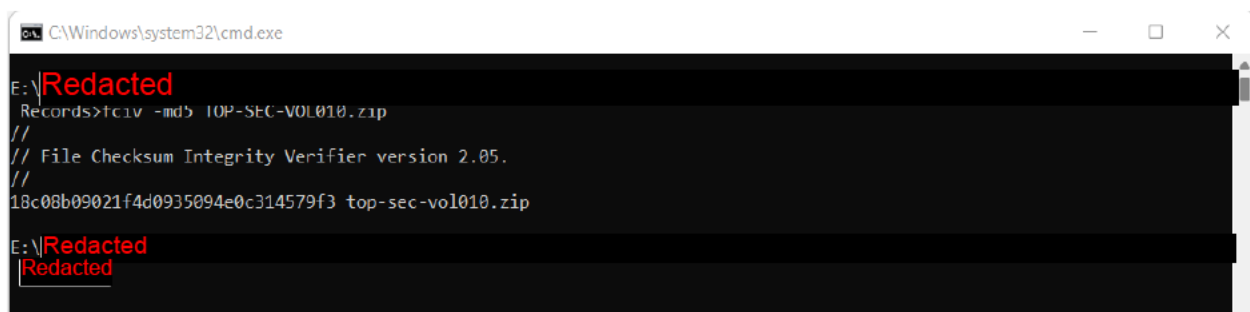 C:\Windows\system32\cmd.exe
E:\Redacted
Records>fciv -md5 TOP-SEC-VOL010.zip
//
// File Checksum Integrity Verifier version 2.05.
//
18c08b09021f4d0935094e0c314579f3 top-sec-vol010.zip
E:\Redacted
Redacted